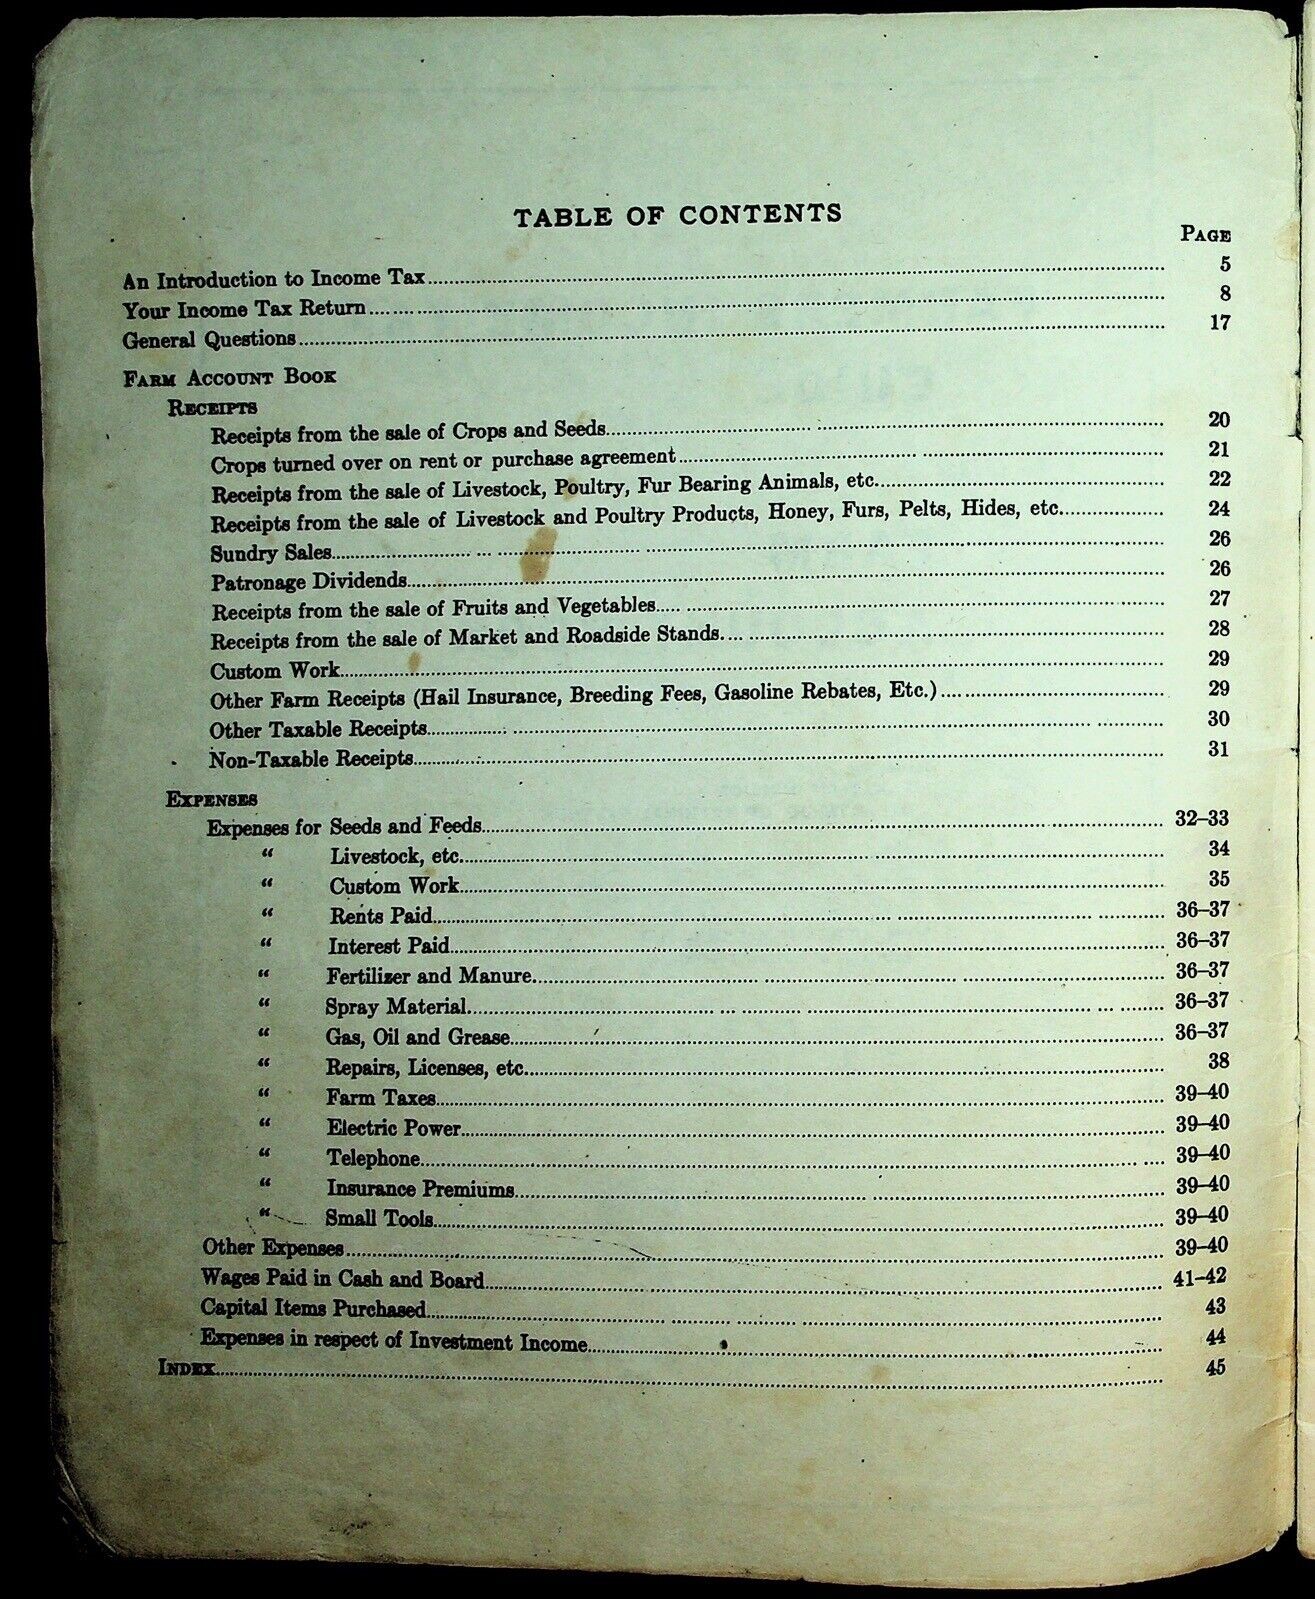 TABLE OF CONTENTS
PAGE
An Introduction to Income Tax 5
Your Income Tax Return 8
General Questions 17
FARM ACCOUNT BOOK
RECEIPTS
Receipts from the sale of Crops and Seeds 20
Crops turned over on rent or purchase agreement 21
Receipts from the sale of Livestock, Poultry, Fur Bearing Animals, etc. 22
Receipts from the sale of Livestock and Poultry Products, Honey, Furs, Pelts, Hides, etc. 24
Sundry Sales 26
Patronage Dividends 26
Receipts from the sale of Fruits and Vegetables 27
Receipts from the sale of Market and Roadside Stands 28
Custom Work 29
Other Farm Receipts (Hail Insurance, Breeding Fees, Gasoline Rebates, Etc.) 29
Other Taxable Receipts 30
Non-Taxable Receipts 31
EXPENSES
Expenses for Seeds and Feeds 32–33
“ Livestock, etc. 34
“ Custom Work 35
“ Rents Paid 36–37
“ Interest Paid 36–37
“ Fertilizer and Manure 36–37
“ Spray Material 36–37
“ Gas, Oil and Grease 36–37
“ Repairs, Licenses, etc. 38
“ Farm Taxes 39–40
“ Electric Power 39–40
“ Telephone 39–40
“ Insurance Premiums 39–40
“ Small Tools 39–40
Other Expenses 39–40
Wages Paid in Cash and Board 41–42
Capital Items Purchased 43
Expenses in respect of Investment Income 44
INDEX 45